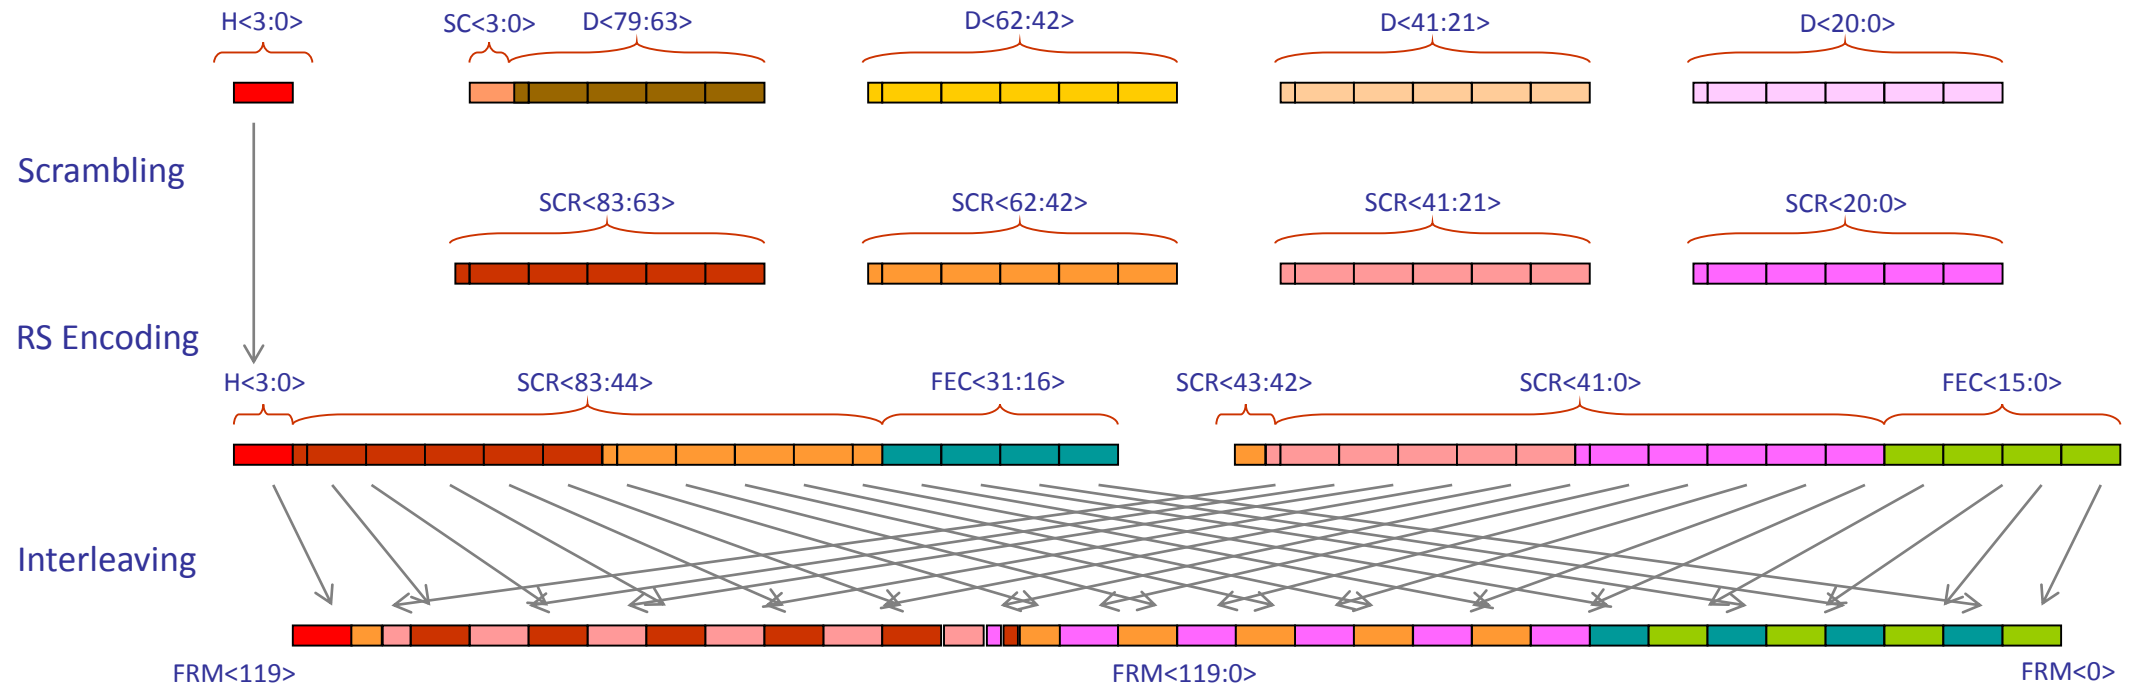 H<3:0> SC<3:0> D<79:63> D<62:42> D<41:21> D<20:0>
Scrambling
SCR<83:63> SCR<62:42> SCR<41:21> SCR<20:0>
RS Encoding
H<3:0> SCR<83:44> FEC<31:16> SCR<43:42> SCR<41:0> FEC<15:0>
Interleaving
FRM<119> FRM<119:0> FRM<0>